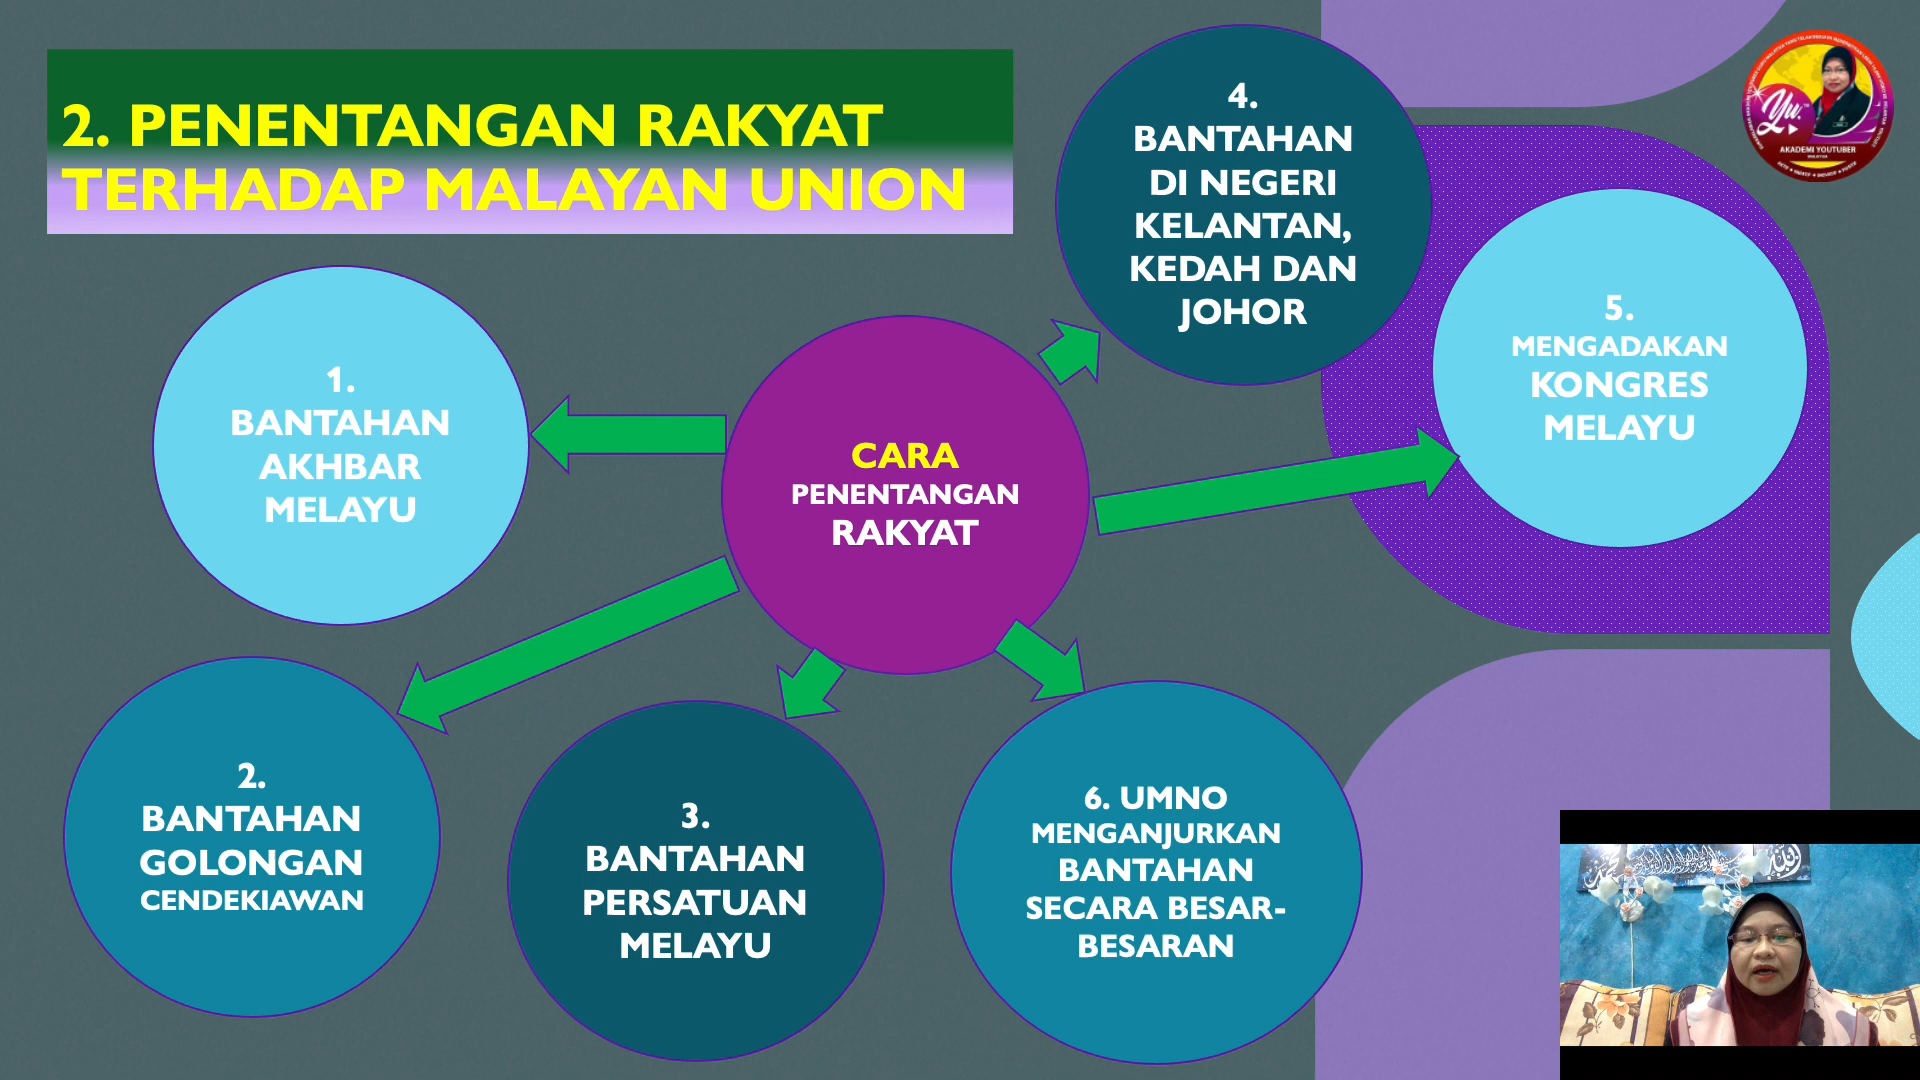 2. PENENTANGAN RAKYAT
TERHADAP MALAYAN UNION
CARA
PENENTANGAN
RAKYAT
1.
BANTAHAN
AKHBAR
MELAYU
2.
BANTAHAN
GOLONGAN
CENDEKIAWAN
3.
BANTAHAN
PERSATUAN
MELAYU
4.
BANTAHAN
DI NEGERI
KELANTAN,
KEDAH DAN
JOHOR
5.
MENGADAKAN
KONGRES
MELAYU
6. UMNO
MENGANJURKAN
BANTAHAN
SECARA BESAR-
BESARAN
Yu.
AKADEMI YOUTUBER